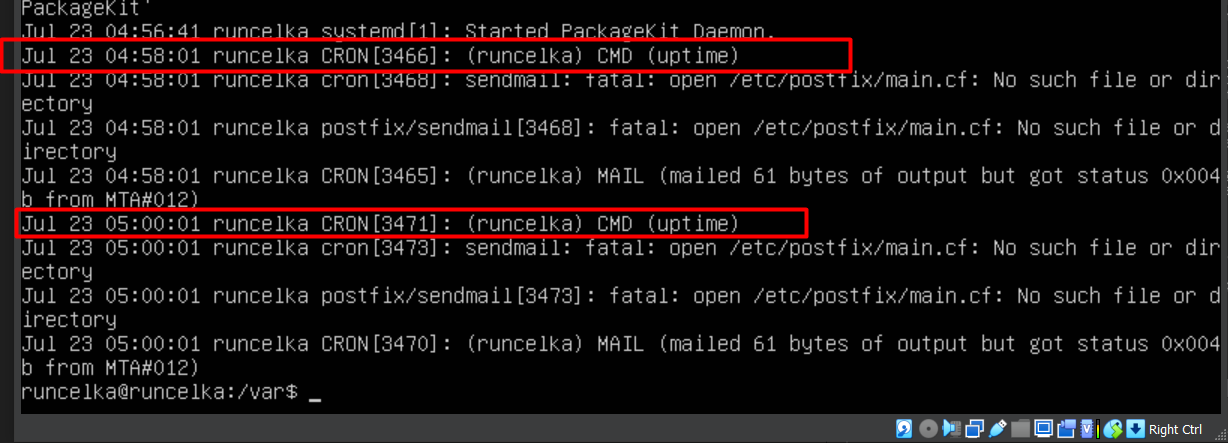 PackageKit'
Jul 23 04:56:41 runcelka systemd[1]: Started PackageKit Daemon.
Jul 23 04:58:01 runcelka CRON[3466]: (runcelka) CMD (uptime)
Jul 23 04:58:01 runcelka cron[3468]: sendmail: fatal: open /etc/postfix/main.cf: No such file or dir
ectory
Jul 23 04:58:01 runcelka postfix/sendmail[3468]: fatal: open /etc/postfix/main.cf: No such file or d
irectory
Jul 23 04:58:01 runcelka CRON[3465]: (runcelka) MAIL (mailed 61 bytes of output but got status 0x004
b from MTA#012)
Jul 23 05:00:01 runcelka CRON[3471]: (runcelka) CMD (uptime)
Jul 23 05:00:01 runcelka cron[3473]: sendmail: fatal: open /etc/postfix/main.cf: No such file or dir
ectory
Jul 23 05:00:01 runcelka postfix/sendmail[3473]: fatal: open /etc/postfix/main.cf: No such file or d
irectory
Jul 23 05:00:01 runcelka CRON[3470]: (runcelka) MAIL (mailed 61 bytes of output but got status 0x004
b from MTA#012)
runcelka@runcelka:/var$ _
Right Ctrl